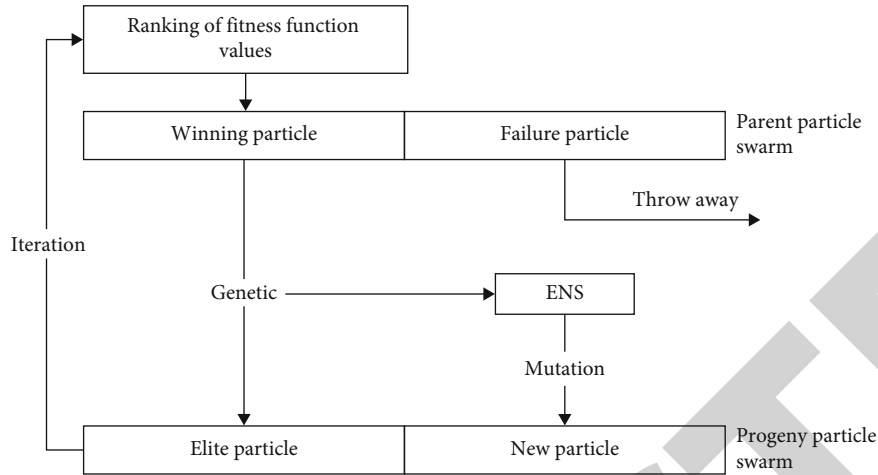 Ranking of fitness function
values
Winning particle
Failure particle
Parent particle
swarm
Throw away
Iteration
Genetic
ENS
Mutation
Elite particle
New particle
Progeny particle
swarm